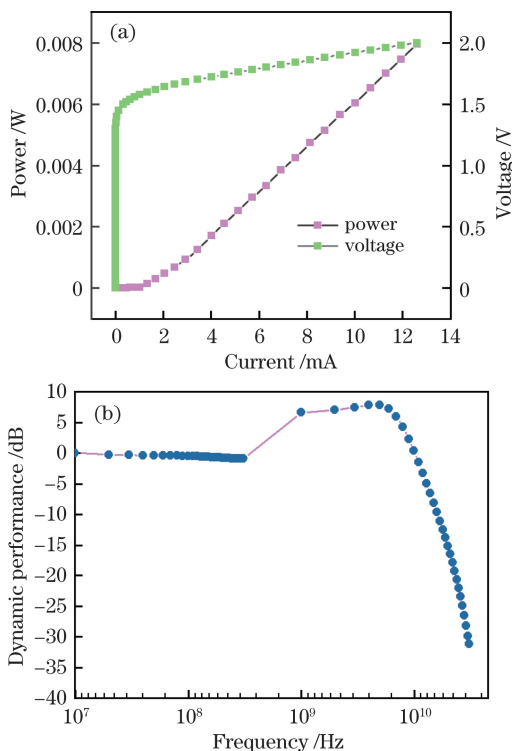 (a)
0.008
0.006
0.004
0.002
0
Power /W
2.0
1.5
1.0
0.5
0
Voltage /V
power
voltage
0 2 4 6 8 10 12 14
Current /mA
(b)
10
5
0
−5
−10
−15
−20
−25
−30
−35
−40
Dynamic performance /dB
10⁷ 10⁸ 10⁹ 10¹⁰
Frequency /Hz